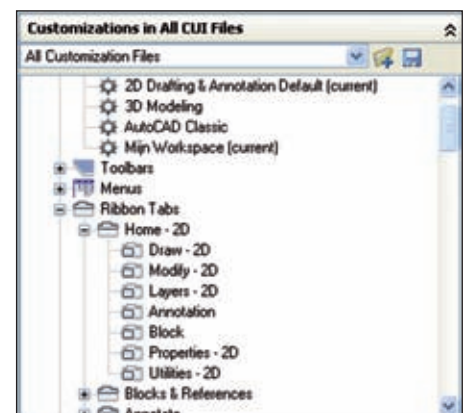 Customizations in All CUI Files
All Customization Files
2D Drafting & Annotation Default (current)
3D Modeling
AutoCAD Classic
Mijn Workspace (current)
Toolbars
Menus
Ribbon Tabs
Home - 2D
Draw - 2D
Modify - 2D
Layers - 2D
Annotation
Block
Properties - 2D
Utilities - 2D
Blocks & References
Annotate